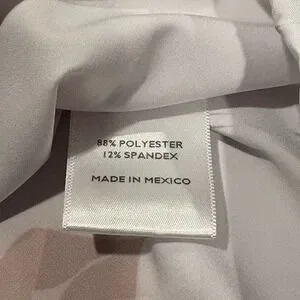 88% POLYESTER
12% SPANDEX
MADE IN MEXICO